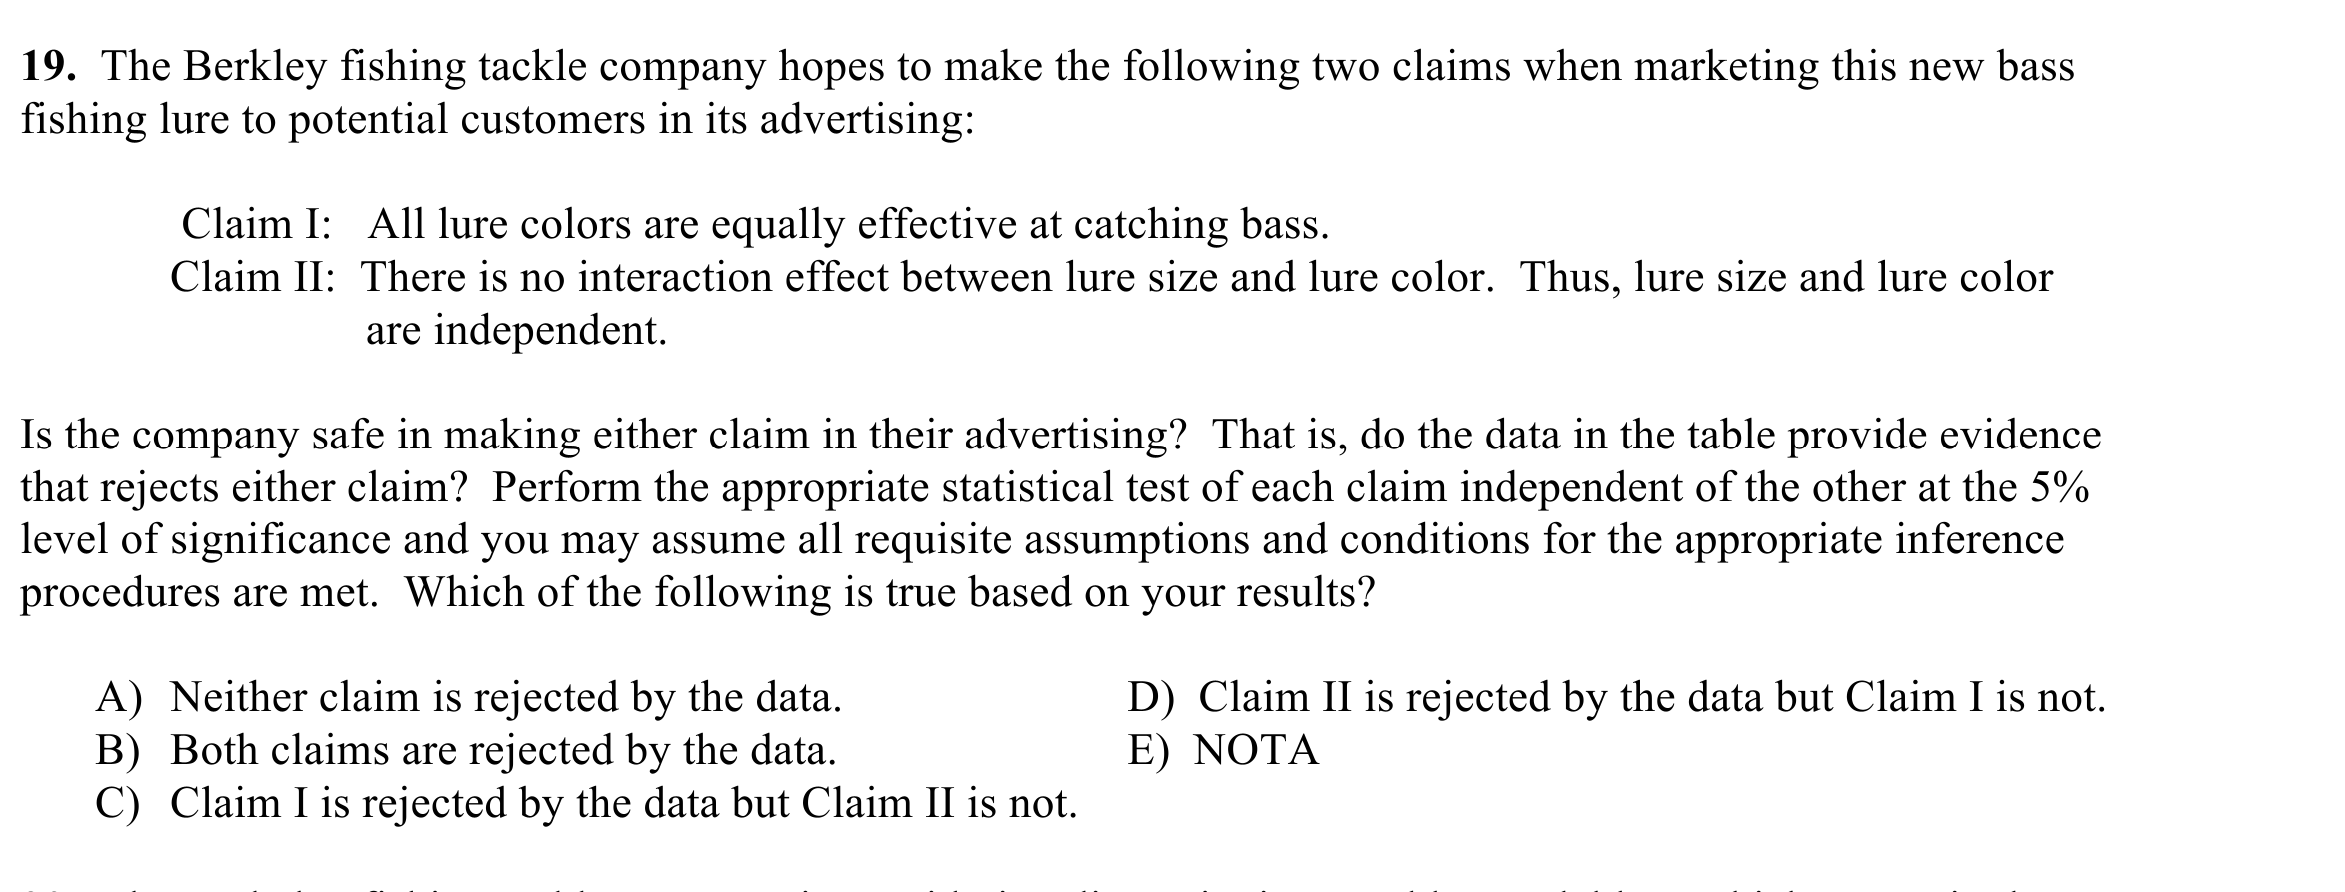 19. The Berkley fishing tackle company hopes to make the following two claims when marketing this new bass
fishing lure to potential customers in its advertising:
Claim I: All lure colors are equally effective at catching bass.
Claim II: There is no interaction effect between lure size and lure color. Thus, lure size and lure color
are independent.
Is the company safe in making either claim in their advertising? That is, do the data in the table provide evidence
that rejects either claim? Perform the appropriate statistical test of each claim independent of the other at the 5%
level of significance and you may assume all requisite assumptions and conditions for the appropriate inference
procedures are met. Which of the following is true based on your results?
A) Neither claim is rejected by the data.
B) Both claims are rejected by the data.
C) Claim I is rejected by the data but Claim II is not.
D) Claim II is rejected by the data but Claim I is not.
E) NOTA